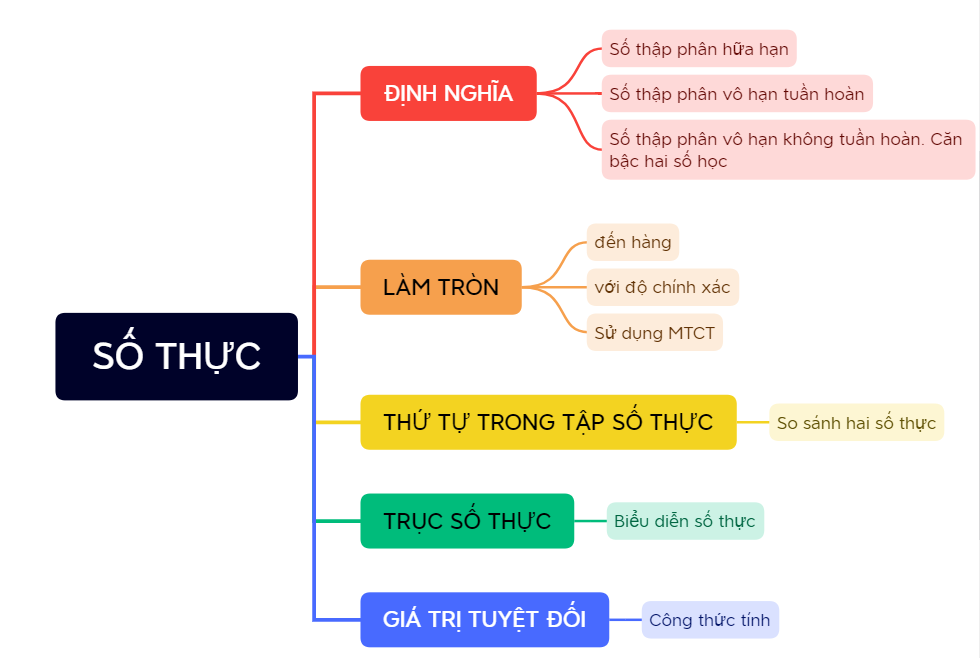 SỐ THỰC
ĐỊNH NGHĨA
Số thập phân hữa hạn
Số thập phân vô hạn tuần hoàn
Số thập phân vô hạn không tuần hoàn. Căn
bậc hai số học
LÀM TRÒN
đến hàng
với độ chính xác
Sử dụng MTCT
THỨ TỰ TRONG TẬP SỐ THỰC
So sánh hai số thực
TRỤC SỐ THỰC
Biểu diễn số thực
GIÁ TRỊ TUYỆT ĐỐI
Công thức tính